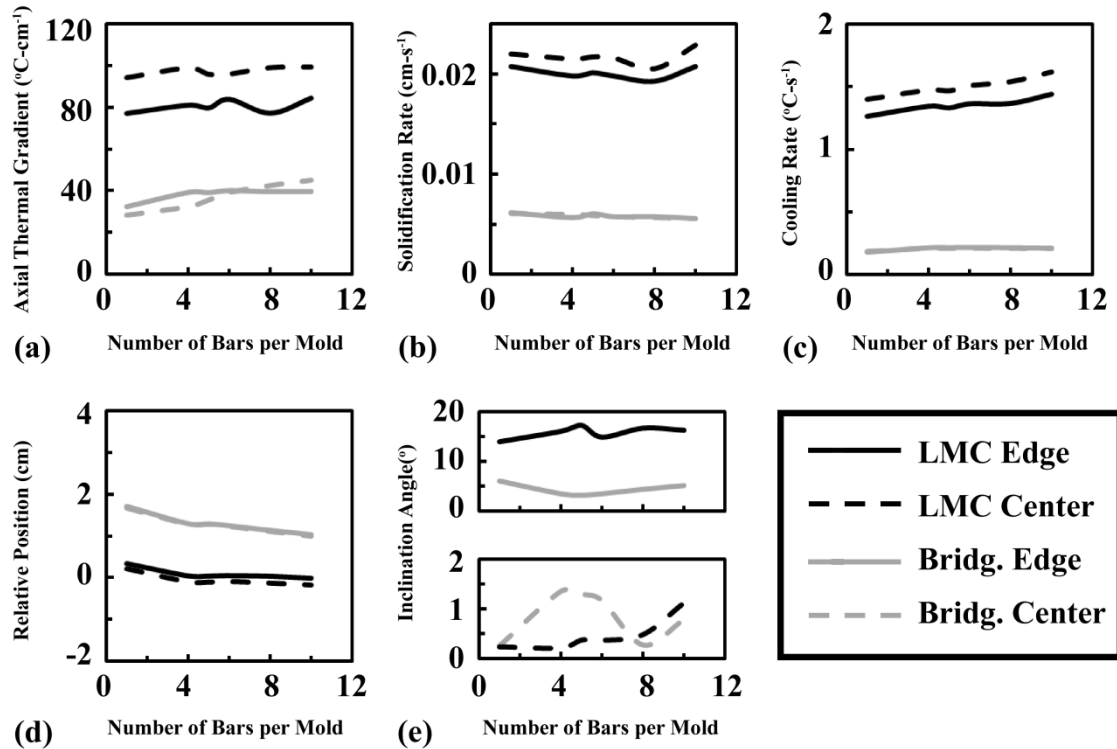 Axial Thermal Gradient (ºC-cm⁻¹)
120
80
40
0
0 4 8 12
(a) Number of Bars per Mold
Solidification Rate (cm-s⁻¹)
0.02
0.01
0
0 4 8 12
(b) Number of Bars per Mold
Cooling Rate (ºC-s⁻¹)
2
1
0
0 4 8 12
(c) Number of Bars per Mold
Relative Position (cm)
4
2
0
-2
0 4 8 12
(d) Number of Bars per Mold
Inclination Angle(º)
20
10
0
2
1
0
0 4 8 12
(e) Number of Bars per Mold
LMC Edge
LMC Center
Bridg. Edge
Bridg. Center